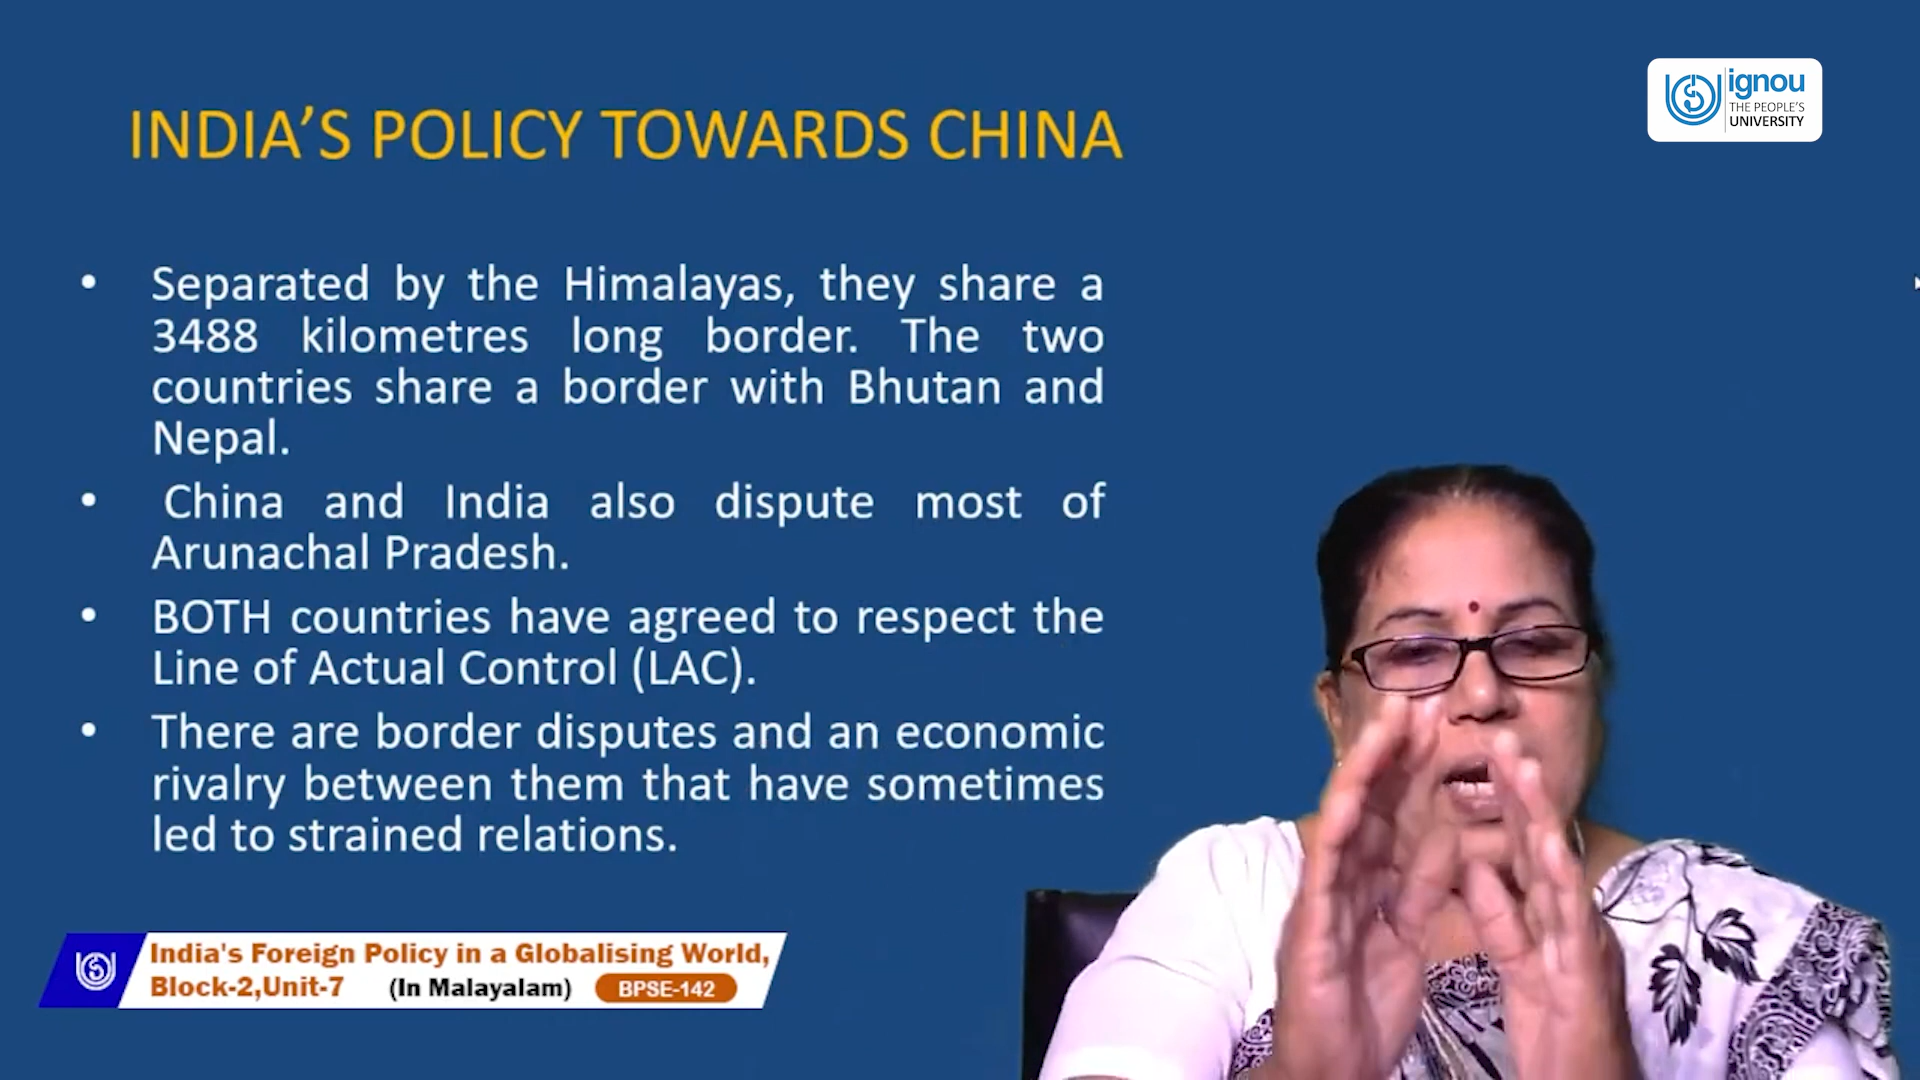 INDIA’S POLICY TOWARDS CHINA
ignou
THE PEOPLE'S
UNIVERSITY
• Separated by the Himalayas, they share a
3488 kilometres long border. The two
countries share a border with Bhutan and
Nepal.
• China and India also dispute most of
Arunachal Pradesh.
• BOTH countries have agreed to respect the
Line of Actual Control (LAC).
• There are border disputes and an economic
rivalry between them that have sometimes
led to strained relations.
India's Foreign Policy in a Globalising World,
Block-2,Unit-7 (In Malayalam) BPSE-142